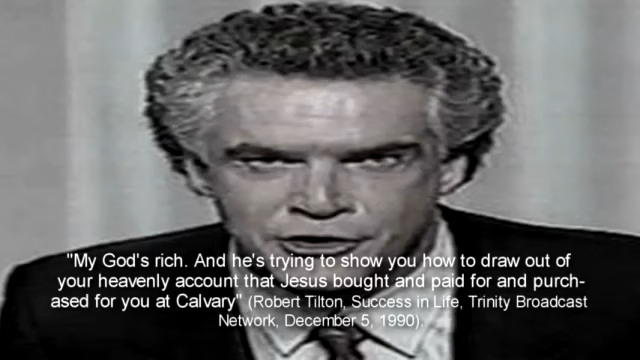 "My God's rich. And he's trying to show you how to draw out of
your heavenly account that Jesus bought and paid for and purch-
ased for you at Calvary" (Robert Tilton, Success in Life, Trinity Broadcast
Network, December 5, 1990).